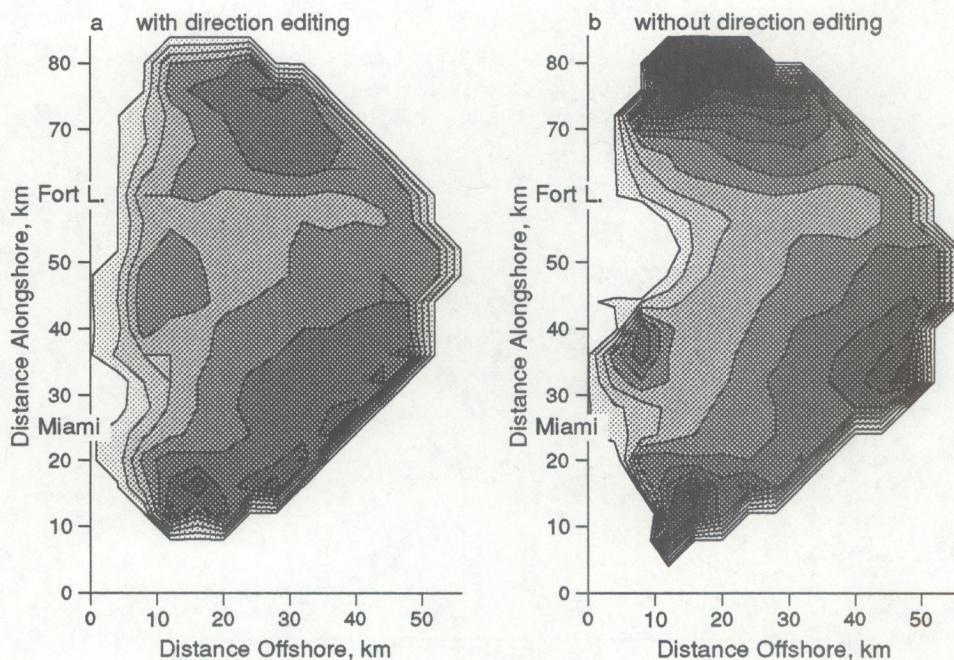 a with direction editing
b without direction editing
80
70
Fort L.
50
40
30
Miami
20
10
0
Distance Alongshore, km
0 10 20 30 40 50
Distance Offshore, km
80
70
Fort L.
50
40
30
Miami
20
10
0
Distance Alongshore, km
0 10 20 30 40 50
Distance Offshore, km